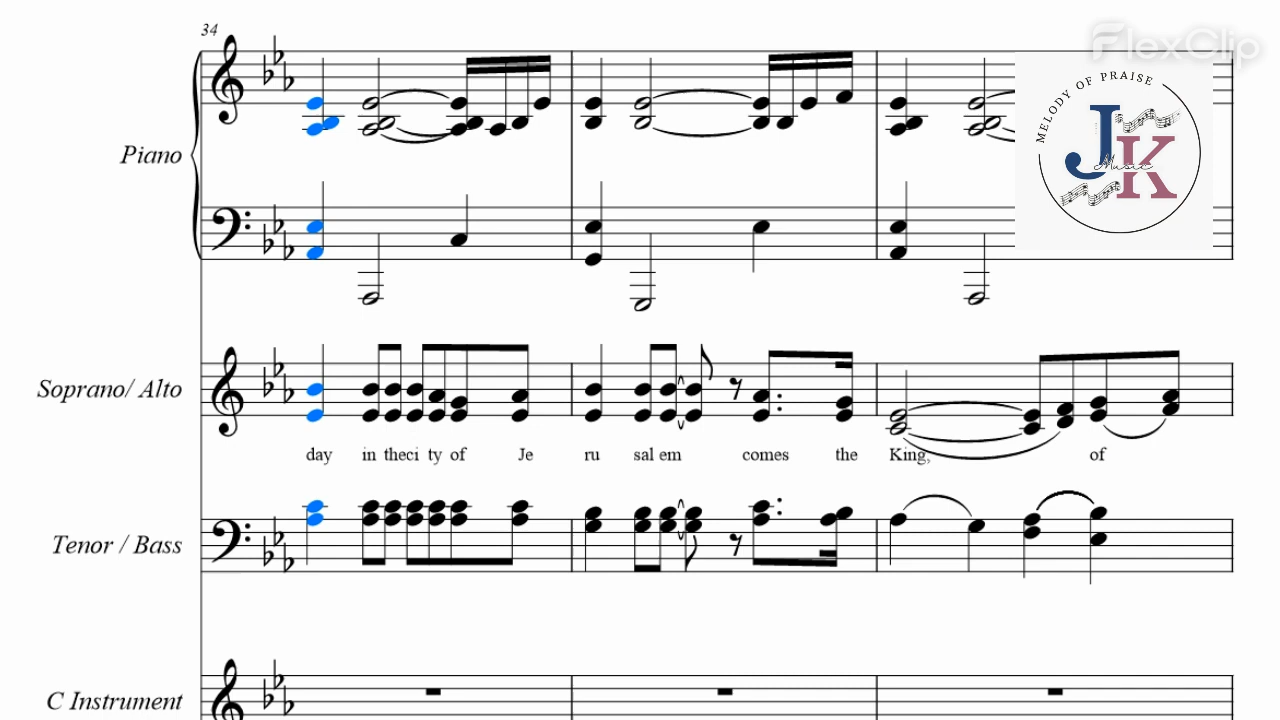 34
FlexClip
MELODY OF PRAISE
JK
Music
Piano
Soprano/ Alto
day in theci ty of Je ru sal em comes the King, of
Tenor / Bass
C Instrument